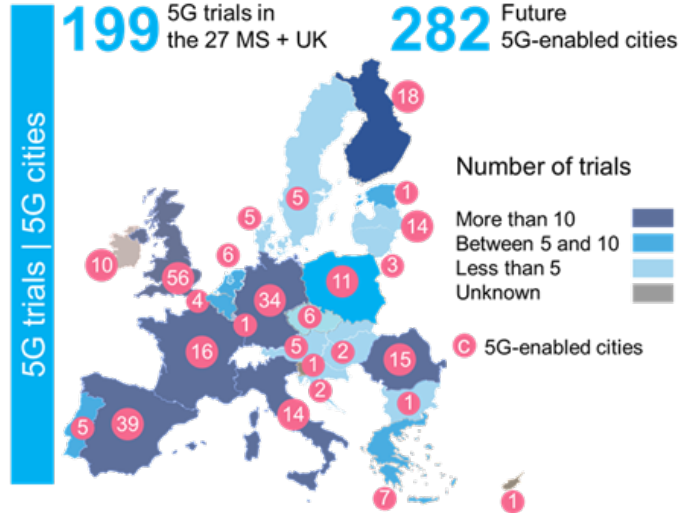 199 5G trials in
the 27 MS + UK
282 Future
5G-enabled cities
5G trials | 5G cities
Number of trials
More than 10
Between 5 and 10
Less than 5
Unknown
C 5G-enabled cities
18
1
5
5
14
10
6
3
56
4
34
11
1
6
16
5
2
15
1
2
1
5
39
14
7
1